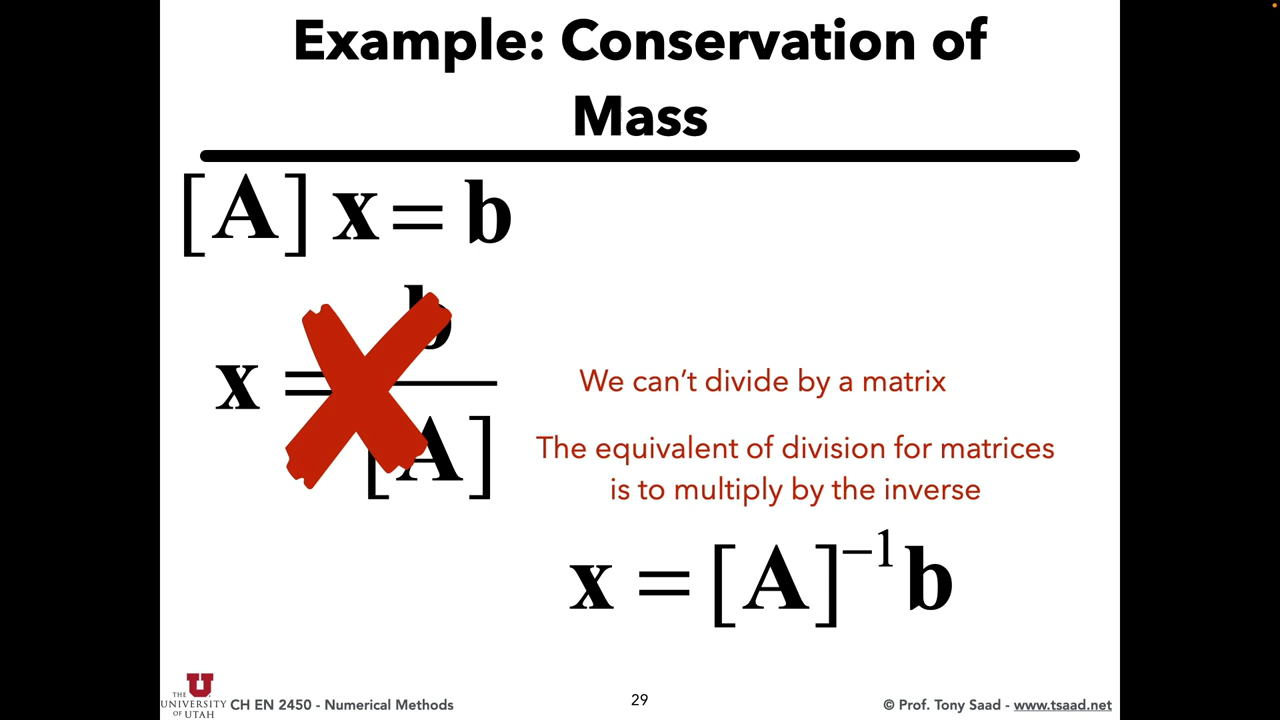 Example: Conservation of
Mass
[A] x = b
x = b / [A]
We can't divide by a matrix
The equivalent of division for matrices
is to multiply by the inverse
x = [A]⁻¹ b
THE
UNIVERSITY
OF UTAH
CH EN 2450 - Numerical Methods
29
© Prof. Tony Saad - www.tsaad.net